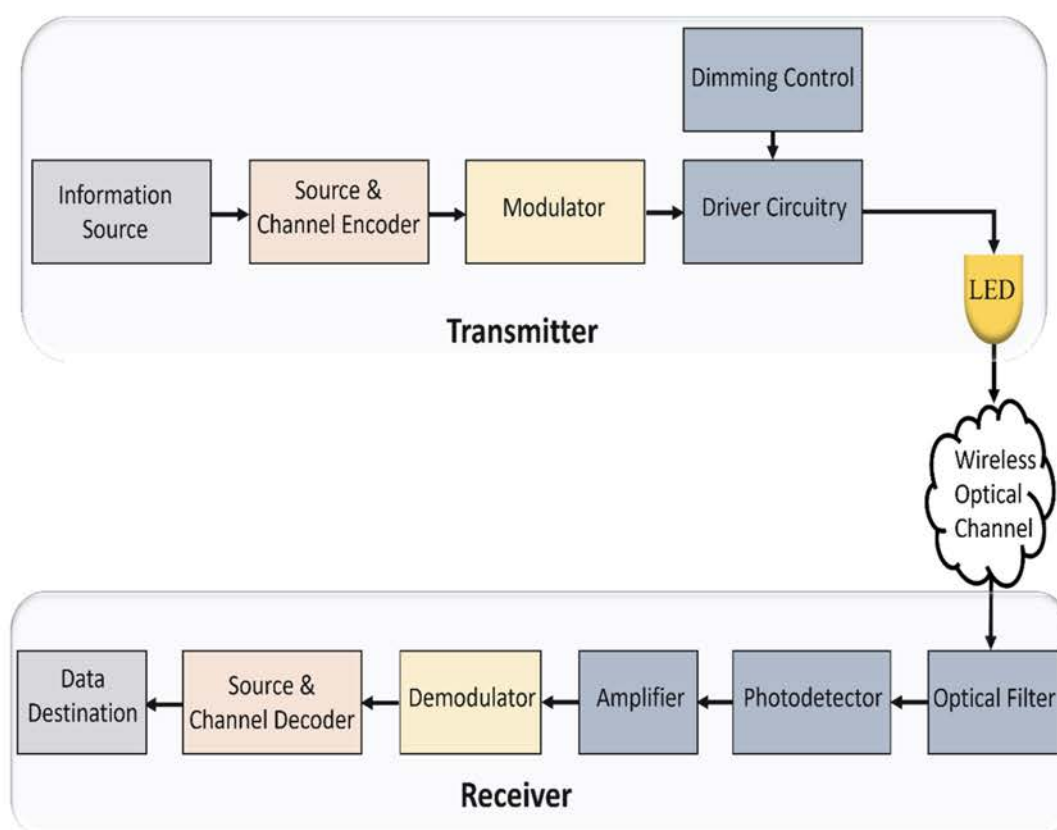 Dimming Control
Information
Source
Source &
Channel Encoder
Modulator
Driver Circuitry
LED
Transmitter
Wireless
Optical
Channel
Data
Destination
Source &
Channel Decoder
Demodulator
Amplifier
Photodetector
Optical Filter
Receiver